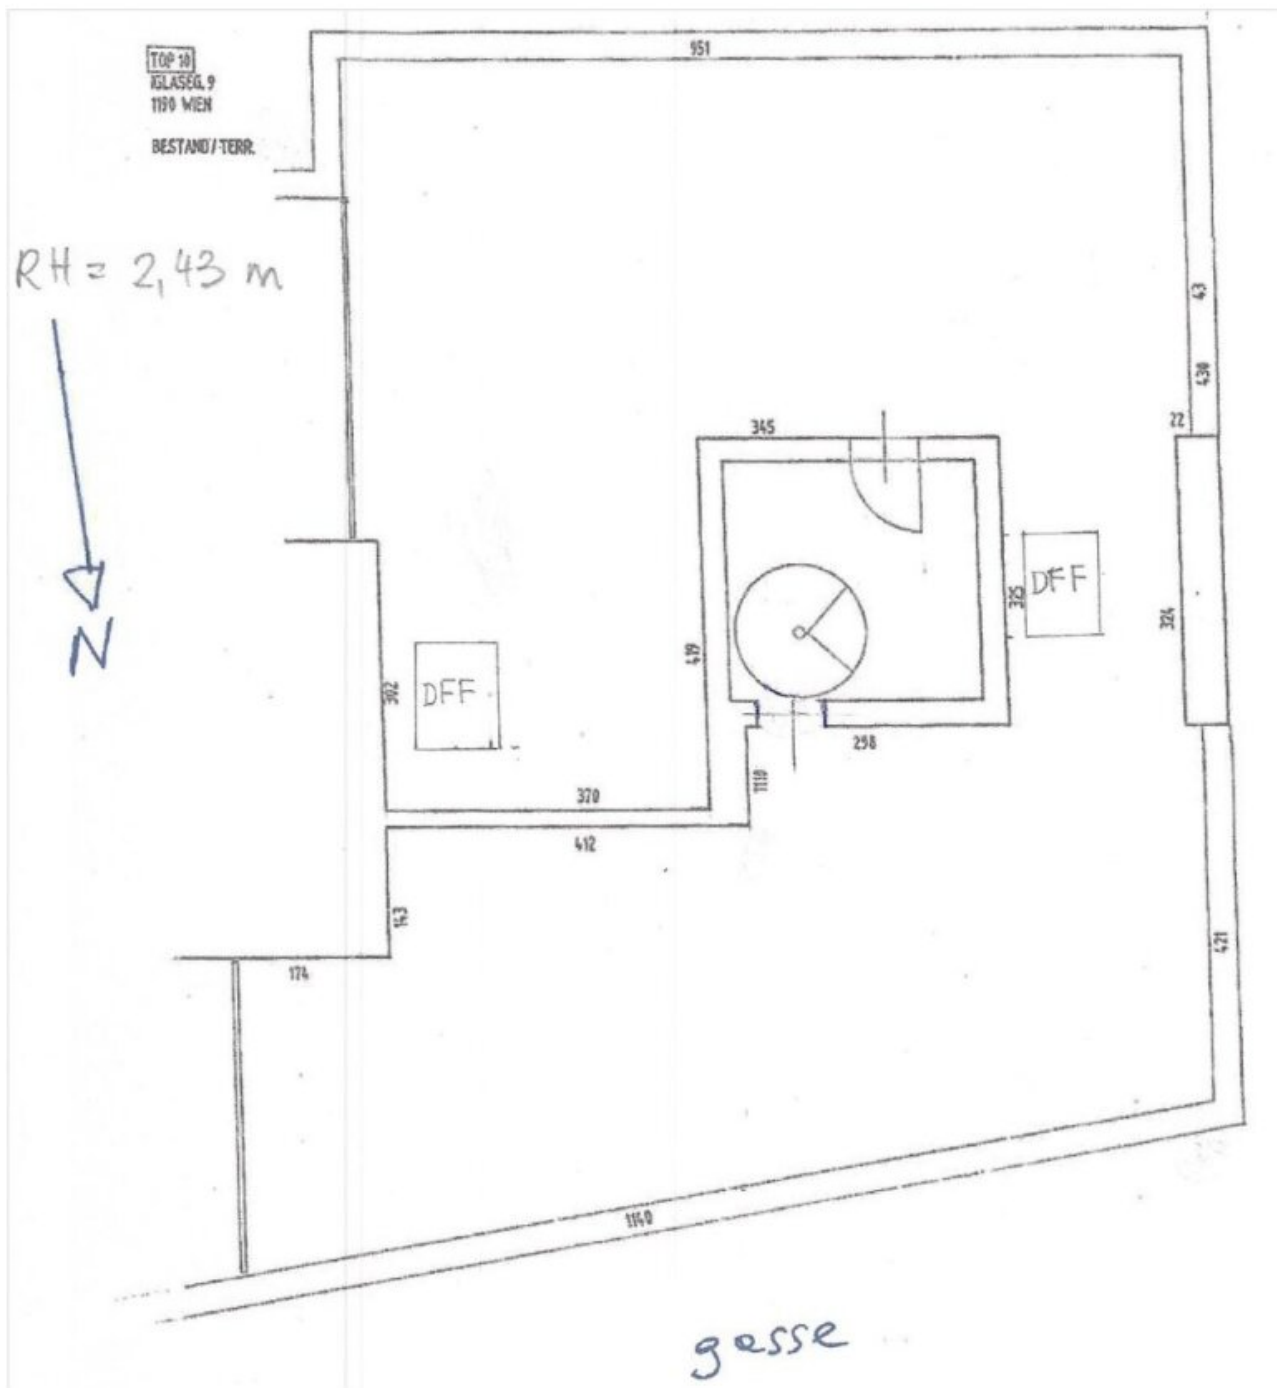 TOP 10
IGLASEG. 9
1190 WIEN
BESTAND / TERR.
RH = 2,43 m
N
951
43
430
22
345
325
DFF
324
419
302
DFF
298
1110
370
412
143
174
421
1140
gasse